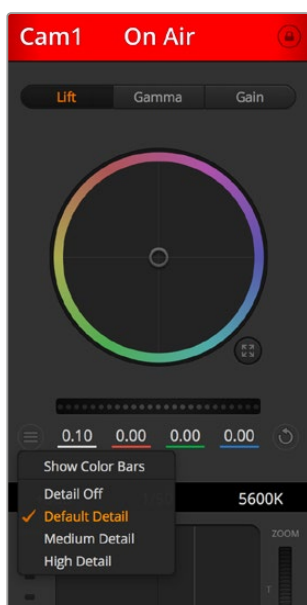 Cam1 On Air
Lift Gamma Gain
0.10 0.00 0.00 0.00
Show Color Bars
Detail Off
5600K
Default Detail
Medium Detail
High Detail
ZOOM
T